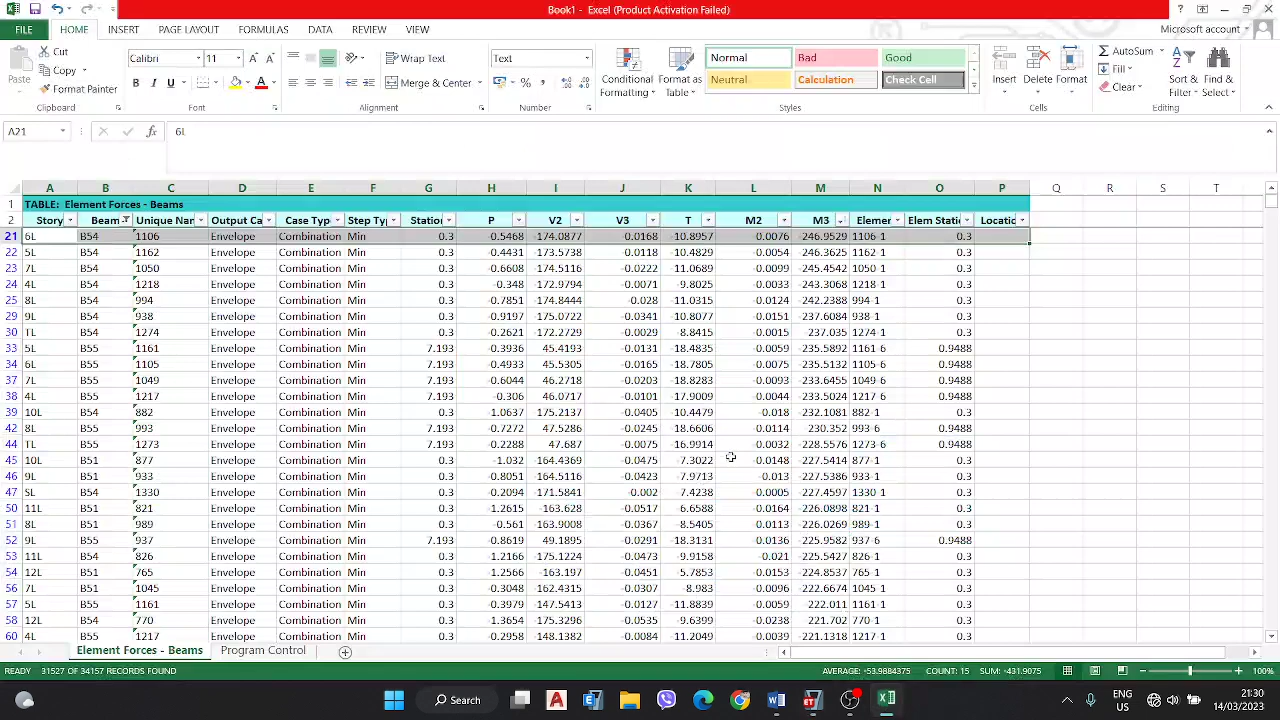 Book1 - Excel (Product Activation Failed)
FILE HOME INSERT PAGE LAYOUT FORMULAS DATA REVIEW VIEW Microsoft account
Cut
Copy
Format Painter
Paste
Clipboard
Calibri 11
B I U
Font
Wrap Text
Merge & Center
Alignment
Text
Number
Conditional Formatting
Format as Table
Normal Bad Good
Neutral Calculation Check Cell
Styles
Insert Delete Format
Cells
AutoSum
Fill
Clear
Sort & Filter
Find & Select
Editing
A21 fx 6L
A B C D E F G H I J K L M N O P Q R S T
1 TABLE: Element Forces - Beams
2 Story Beam Unique Nan Output Ca Case Typ Step Ty Station P V2 V3 T M2 M3 Elemen Elem Statio Locatio
21 6L B54 1106 Envelope Combination Min 0.3 -0.5468 -174.0877 -0.0168 -10.8957 -0.0076 -246.9529 1106-1 0.3
22 5L B54 1162 Envelope Combination Min 0.3 -0.4431 -173.5738 -0.0118 -10.4829 -0.0054 -246.3625 1162-1 0.3
23 7L B54 1050 Envelope Combination Min 0.3 -0.6608 -174.5116 -0.0222 -11.0689 -0.0099 -245.4542 1050-1 0.3
24 4L B54 1218 Envelope Combination Min 0.3 -0.348 -172.9794 -0.0071 -9.8025 -0.0033 -243.3068 1218-1 0.3
25 8L B54 994 Envelope Combination Min 0.3 -0.7851 -174.8444 -0.028 -11.0315 -0.0124 -242.2388 994-1 0.3
29 9L B54 938 Envelope Combination Min 0.3 -0.9197 -175.0722 -0.0341 -10.8077 -0.0151 -237.6084 938-1 0.3
30 TL B54 1274 Envelope Combination Min 0.3 -0.2621 -172.2729 -0.0029 -8.8415 -0.0015 -237.035 1274-1 0.3
33 5L B55 1161 Envelope Combination Min 7.193 -0.3936 45.4193 -0.0131 -18.4835 -0.0059 -235.5892 1161-6 0.9488
34 6L B55 1105 Envelope Combination Min 7.193 -0.4933 45.5305 -0.0168 -18.7805 -0.0075 -235.5132 1105-6 0.9488
37 7L B55 1049 Envelope Combination Min 7.193 -0.6044 46.2718 -0.0203 -18.8283 -0.0093 -233.6455 1049-6 0.9488
38 4L B55 1217 Envelope Combination Min 7.193 -0.306 46.0717 -0.0101 -17.9009 -0.0044 -233.5024 1217-6 0.9488
39 10L B54 882 Envelope Combination Min 0.3 -1.0637 -175.2137 -0.0405 -10.4479 -0.018 -232.1081 882-1 0.3
42 8L B55 993 Envelope Combination Min 7.193 -0.7272 47.5286 -0.0245 -18.6606 -0.0114 -230.352 993-6 0.9488
44 TL B55 1273 Envelope Combination Min 7.193 -0.2288 47.687 -0.0075 -16.9914 -0.0032 -228.5576 1273-6 0.9488
45 10L B51 877 Envelope Combination Min 0.3 -1.032 -164.4369 -0.0475 -7.3022 -0.0148 -227.5414 877-1 0.3
46 9L B51 933 Envelope Combination Min 0.3 -0.8051 -164.5116 -0.0423 -7.9713 -0.013 -227.5336 933-1 0.3
47 SL B54 1330 Envelope Combination Min 0.3 -0.2094 -171.5841 -0.002 -7.4238 -0.0005 -227.4597 1330-1 0.3
50 11L B51 821 Envelope Combination Min 0.3 -1.2615 -163.628 -0.0517 -6.6588 -0.0164 -226.0898 821-1 0.3
51 8L B51 989 Envelope Combination Min 0.3 -0.561 -163.9008 -0.0367 -8.5405 -0.0113 -226.0269 989-1 0.3
52 9L B55 937 Envelope Combination Min 7.193 -0.8619 49.1895 -0.0291 -18.3131 -0.0136 -225.9562 937-6 0.9488
53 11L B54 826 Envelope Combination Min 0.3 -1.2166 -175.1224 -0.0473 -9.9158 -0.021 -225.5427 826-1 0.3
54 12L B51 765 Envelope Combination Min 0.3 -1.2566 -163.197 -0.0451 -5.7853 -0.0153 -224.8537 765-1 0.3
56 7L B51 1045 Envelope Combination Min 0.3 -0.3048 -162.4315 -0.0307 -8.983 -0.0096 -222.6674 1045-1 0.3
57 5L B55 1161 Envelope Combination Min 0.3 -0.3979 -147.5413 -0.0127 -11.8839 -0.0059 -222.011 1161-1 0.3
58 12L B54 770 Envelope Combination Min 0.3 -1.3654 -175.3296 -0.0535 -9.6399 -0.0238 -221.702 770-1 0.3
60 4L B55 1217 Envelope Combination Min 0.3 -0.2958 -148.1382 -0.0084 -11.2049 -0.0039 -221.1318 1217-1 0.3
Element Forces - Beams Program Control
READY 31527 OF 34157 RECORDS FOUND AVERAGE: -53.9884375 COUNT: 15 SUM: -431.9075 100%
Search ENG US 21:30 14/03/2023